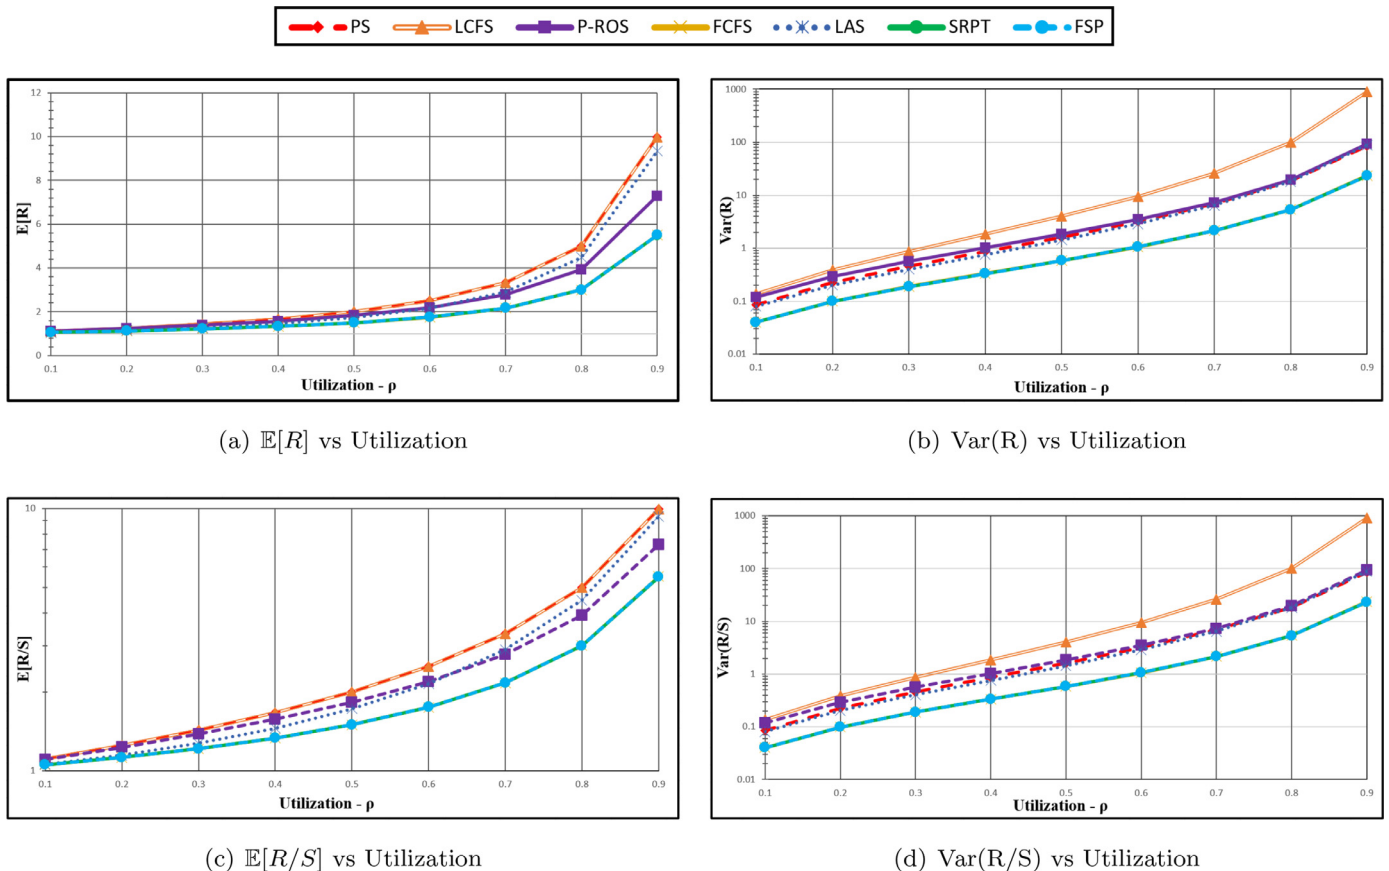 PS LCFS P-ROS FCFS LAS SRPT FSP
12
10
8
6
4
2
0
E[R]
0.1 0.2 0.3 0.4 0.5 0.6 0.7 0.8 0.9
Utilization - ρ
(a) 𝔼[R] vs Utilization
1000
100
10
1
0.1
0.01
Var(R)
0.1 0.2 0.3 0.4 0.5 0.6 0.7 0.8 0.9
Utilization - ρ
(b) Var(R) vs Utilization
10
1
E[R/S]
0.1 0.2 0.3 0.4 0.5 0.6 0.7 0.8 0.9
Utilization - ρ
(c) 𝔼[R/S] vs Utilization
1000
100
10
1
0.1
0.01
Var(R/S)
0.1 0.2 0.3 0.4 0.5 0.6 0.7 0.8 0.9
Utilization - ρ
(d) Var(R/S) vs Utilization